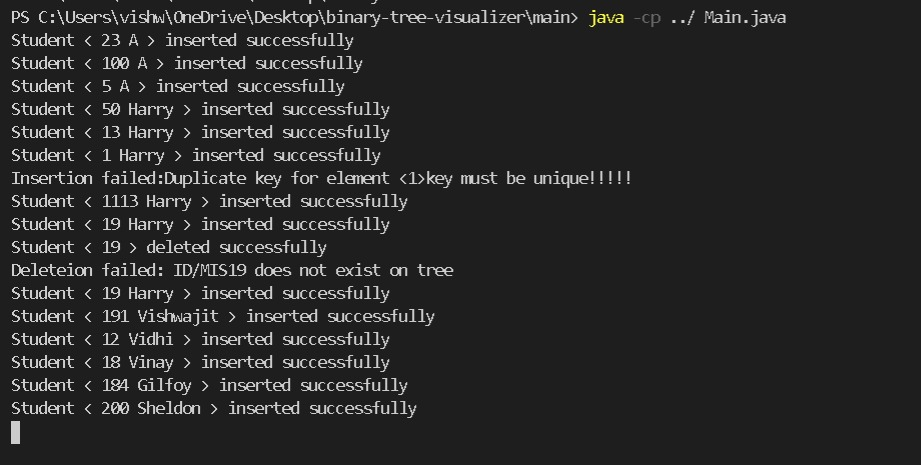 PS C:\Users\vishw\OneDrive\Desktop\binary-tree-visualizer\main> java -cp ../ Main.java
Student < 23 A > inserted successfully
Student < 100 A > inserted successfully
Student < 5 A > inserted successfully
Student < 50 Harry > inserted successfully
Student < 13 Harry > inserted successfully
Student < 1 Harry > inserted successfully
Insertion failed:Duplicate key for element <1>key must be unique!!!!!
Student < 1113 Harry > inserted successfully
Student < 19 Harry > inserted successfully
Student < 19 > deleted successfully
Deleteion failed: ID/MIS19 does not exist on tree
Student < 19 Harry > inserted successfully
Student < 191 Vishwajit > inserted successfully
Student < 12 Vidhi > inserted successfully
Student < 18 Vinay > inserted successfully
Student < 184 Gilfoy > inserted successfully
Student < 200 Sheldon > inserted successfully